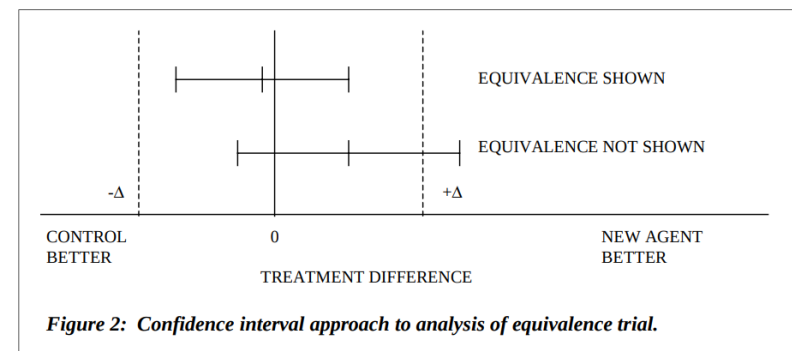 EQUIVALENCE SHOWN
EQUIVALENCE NOT SHOWN
-Δ
+Δ
CONTROL BETTER
0
NEW AGENT BETTER
TREATMENT DIFFERENCE
Figure 2: Confidence interval approach to analysis of equivalence trial.